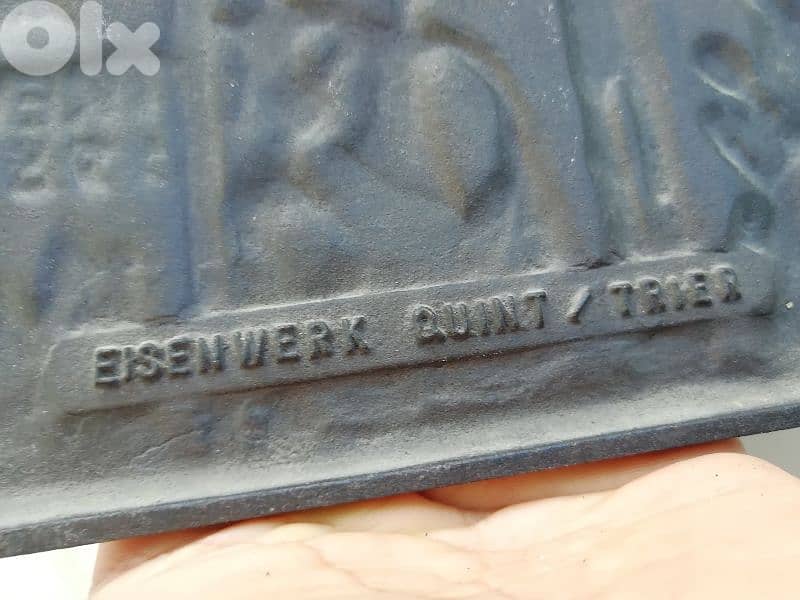 OLX
EISENWERK QUINT / TRIER